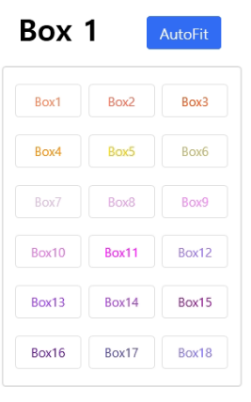 Box 1 AutoFit
Box1 Box2 Box3
Box4 Box5 Box6
Box7 Box8 Box9
Box10 Box11 Box12
Box13 Box14 Box15
Box16 Box17 Box18